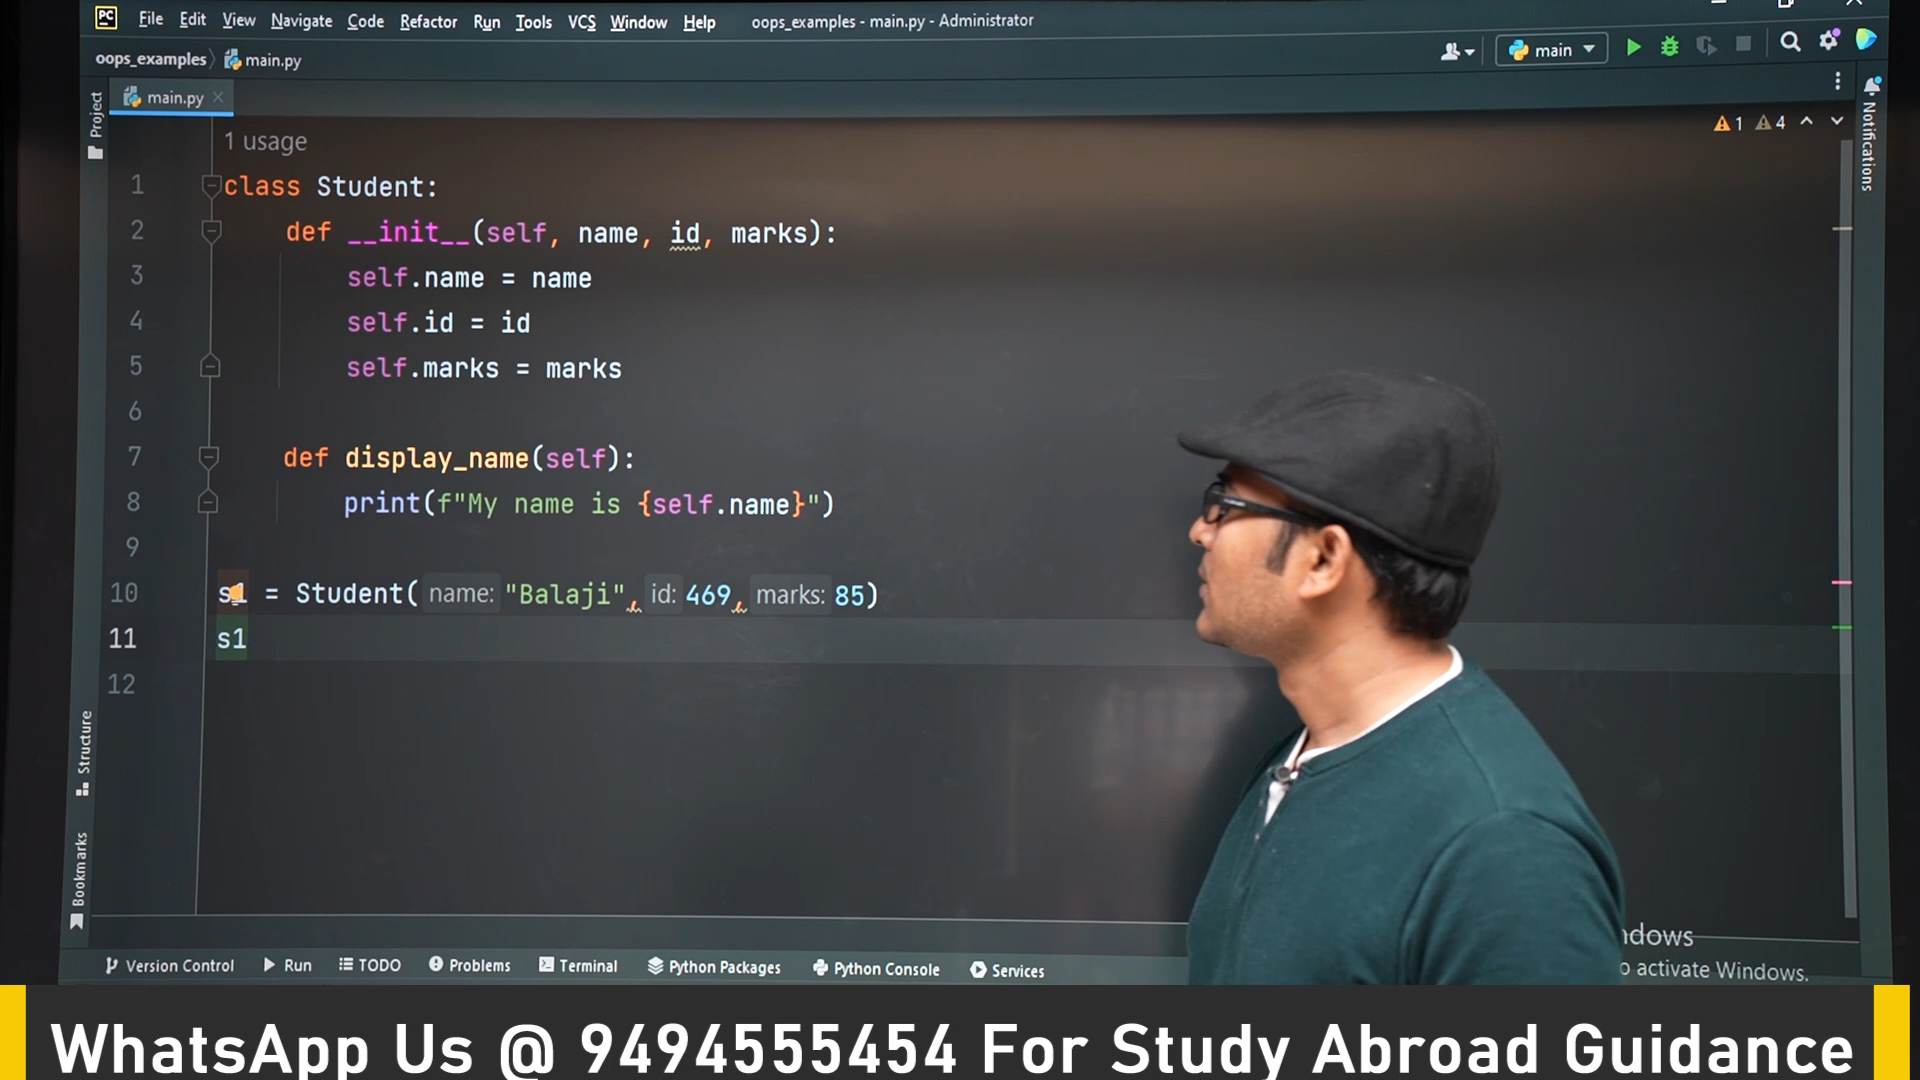 PC File Edit View Navigate Code Refactor Run Tools VCS Window Help oops_examples - main.py - Administrator
oops_examples main.py main
main.py
Project
Notifications
1 4
1 usage
1 class Student:
2 def __init__(self, name, id, marks):
3 self.name = name
4 self.id = id
5 self.marks = marks
6
7 def display_name(self):
8 print(f"My name is {self.name}")
9
10 s1 = Student( name: "Balaji", id: 469, marks: 85)
11 s1
12
Structure
Bookmarks
ndows
o activate Windows.
Version Control Run TODO Problems Terminal Python Packages Python Console Services
WhatsApp Us @ 9494555454 For Study Abroad Guidance